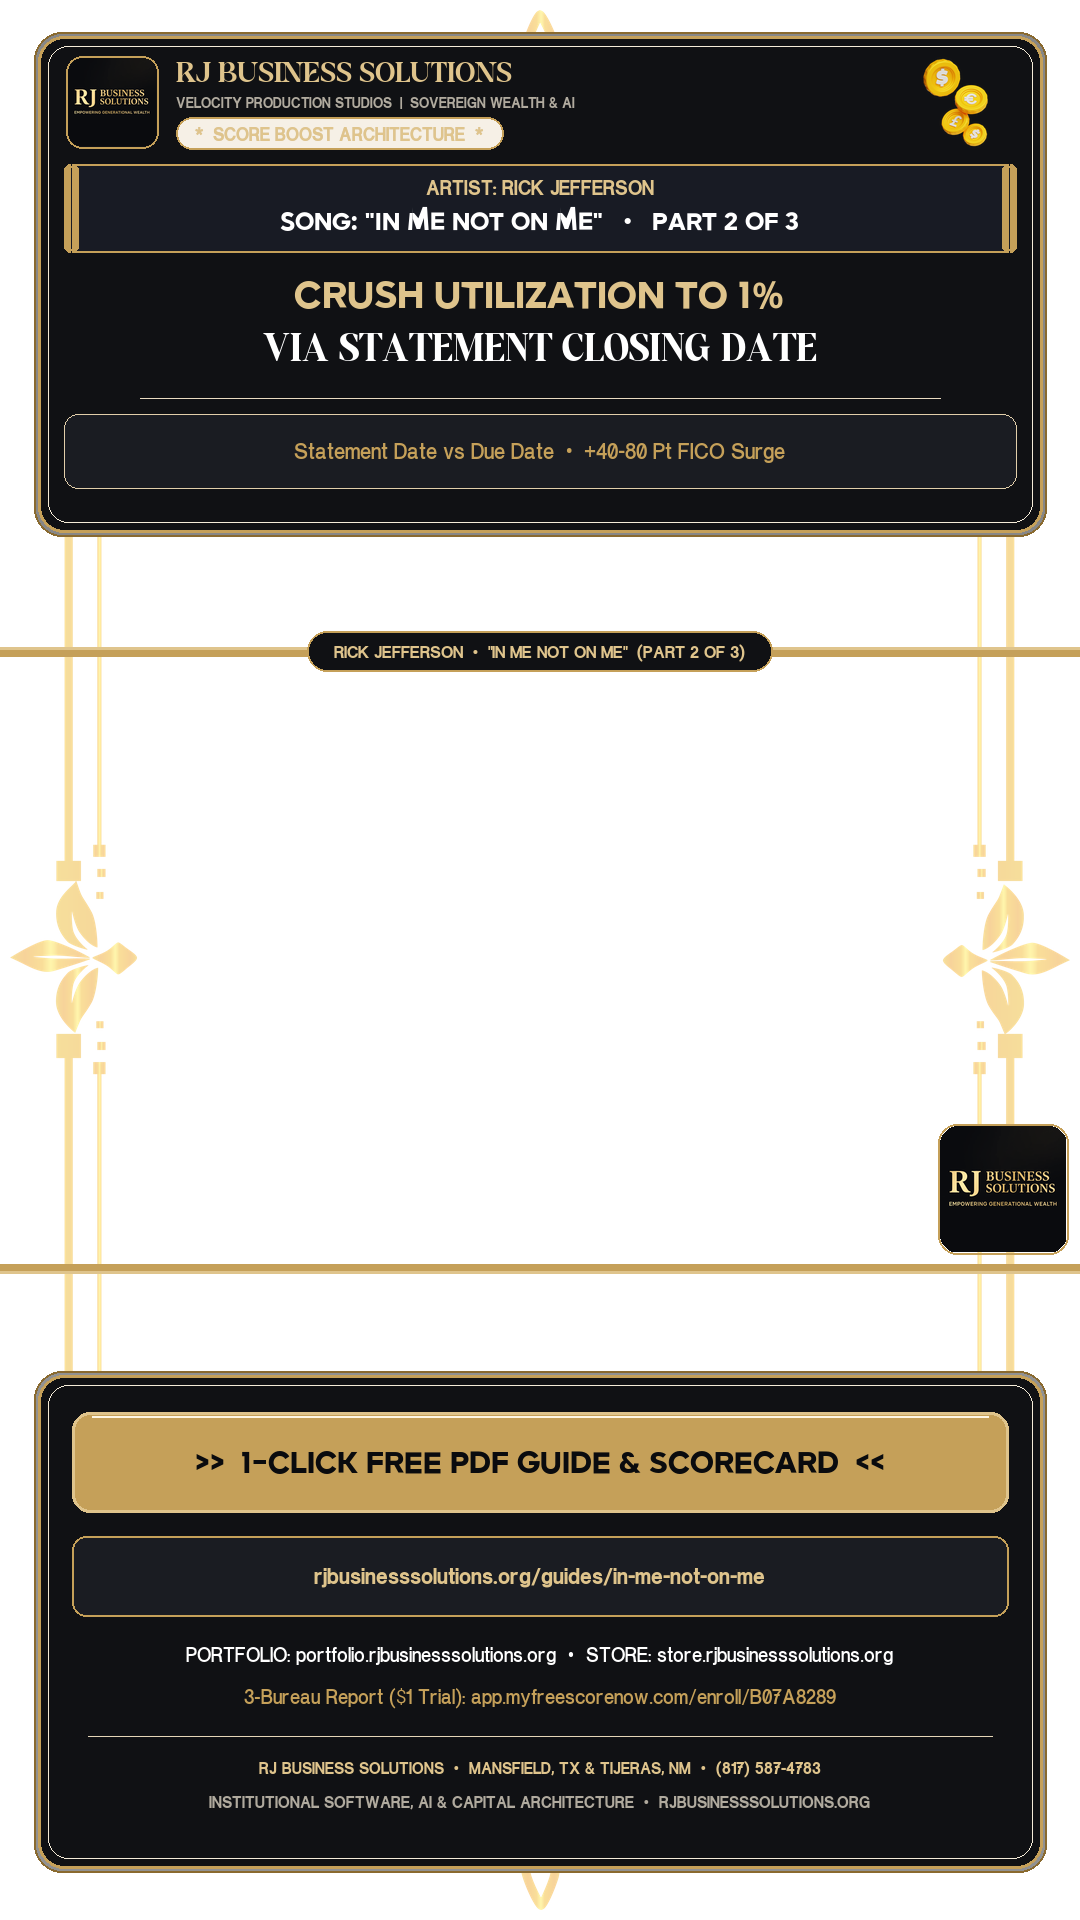 RJ BUSINESS SOLUTIONS
EMPOWERING GENERATIONAL WEALTH
RJ BUSINESS SOLUTIONS
VELOCITY PRODUCTION STUDIOS | SOVEREIGN WEALTH & AI
* SCORE BOOST ARCHITECTURE *
ARTIST: RICK JEFFERSON
SONG: "IN ME NOT ON ME" • PART 2 OF 3
CRUSH UTILIZATION TO 1%
VIA STATEMENT CLOSING DATE
Statement Date vs Due Date • +40-80 Pt FICO Surge
RICK JEFFERSON • "IN ME NOT ON ME" (PART 2 OF 3)
RJ BUSINESS SOLUTIONS
EMPOWERING GENERATIONAL WEALTH
>> 1-CLICK FREE PDF GUIDE & SCORECARD <<
rjbusinesssolutions.org/guides/in-me-not-on-me
PORTFOLIO: portfolio.rjbusinesssolutions.org • STORE: store.rjbusinesssolutions.org
3-Bureau Report ($1 Trial): app.myfreescorenow.com/enroll/B07A8289
RJ BUSINESS SOLUTIONS • MANSFIELD, TX & TIJERAS, NM • (817) 587-4783
INSTITUTIONAL SOFTWARE, AI & CAPITAL ARCHITECTURE • RJBUSINESSSOLUTIONS.ORG